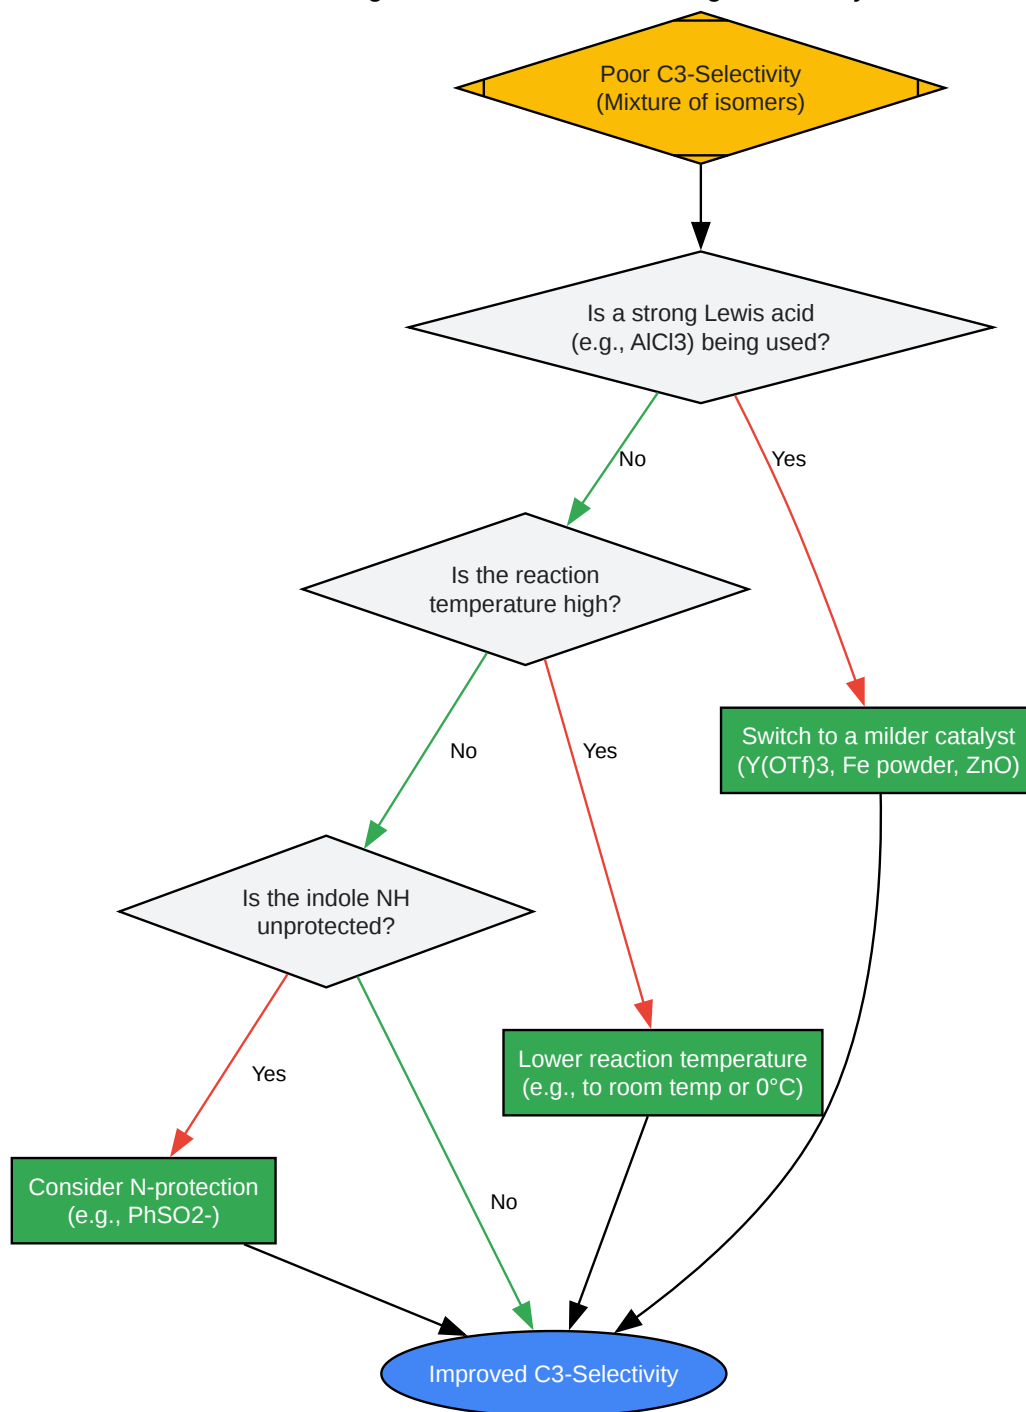 Poor C3-Selectivity
(Mixture of isomers)
Is a strong Lewis acid
(e.g., AlCl3) being used?
No
Yes
Is the reaction
temperature high?
Switch to a milder catalyst
(Y(OTf)3, Fe powder, ZnO)
No
Yes
Is the indole NH
unprotected?
Lower reaction temperature
(e.g., to room temp or 0°C)
Yes
Consider N-protection
(e.g., PhSO2-)
No
Improved C3-Selectivity